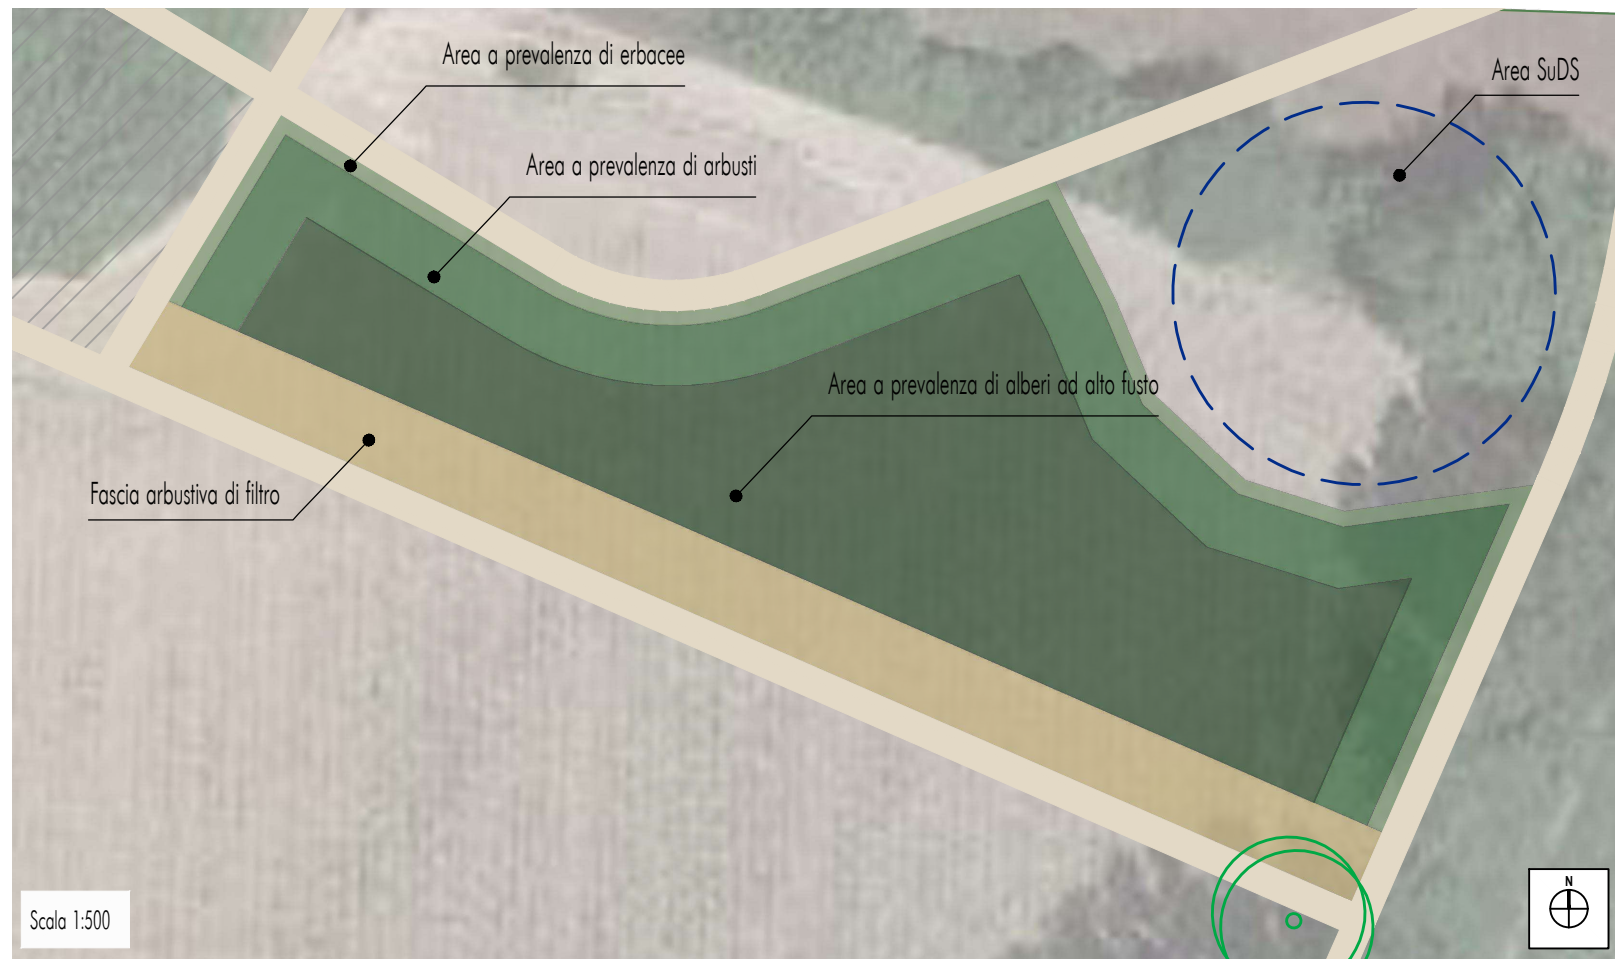 Area a prevalenza di erbacee
Area SuDS
Area a prevalenza di arbusti
Area a prevalenza di alberi ad alto fusto
Fascia arbustiva di filtro
Scala 1:500
N